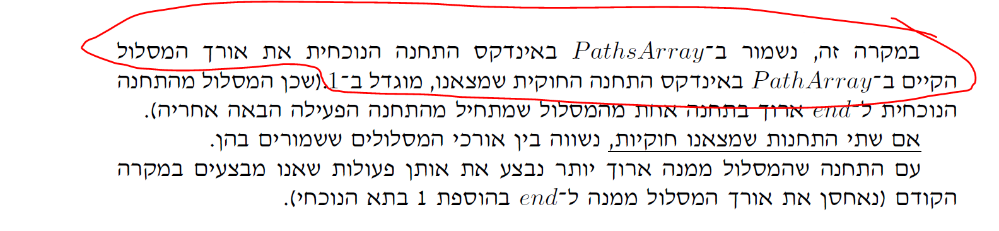 במקרה זה, נשמור ב־PathsArray באינדקס התחנה הנוכחית את אורך המסלול
הקיים ב־PathArray באינדקס התחנה החוקית שמצאנו, מוגדל ב־1.(שכן המסלול מהתחנה
הנוכחית ל־end ארוך בתחנה אחת מהמסלול שמתחיל מהתחנה הפעילה הבאה אחריה).
אם שתי התחנות שמצאנו חוקיות, נשווה בין אורכי המסלולים ששמורים בהן.
עם התחנה שהמסלול ממנה ארוך יותר נבצע את אותן פעולות שאנו מבצעים במקרה
הקודם (נאחסן את אורך המסלול ממנה ל־end בהוספת 1 בתא הנוכחי).